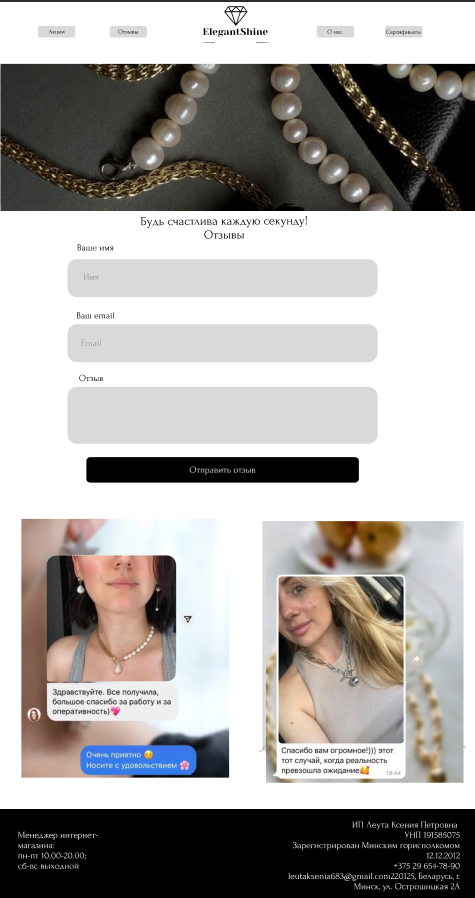 Акции
Отзывы
ElegantShine
О нас
Сертификаты
Будь счастлива каждую секунду!
Отзывы
Ваше имя
Имя
Ваш email
Email
Отзыв
Отправить отзыв
Здравствуйте. Все получила,
большое спасибо за работу и за
оперативность)💖
Очень приятно 😊
Носите с удовольствием 🌸
Спасибо вам огромное!))) этот
тот случай, когда реальность
превзошла ожидание🥰
18:44
Менеджер интернет-
магазина:
пн-пт 10.00-20.00;
сб-вс выходной
ИП Леута Ксения Петровна
УНП 191585075
Зарегистрирован Минским горисполкомом
12.12.2012
+375 29 654-78-90
leutaksenia683@gmail.com220125, Беларусь, г.
Минск, ул. Острошицкая 2А